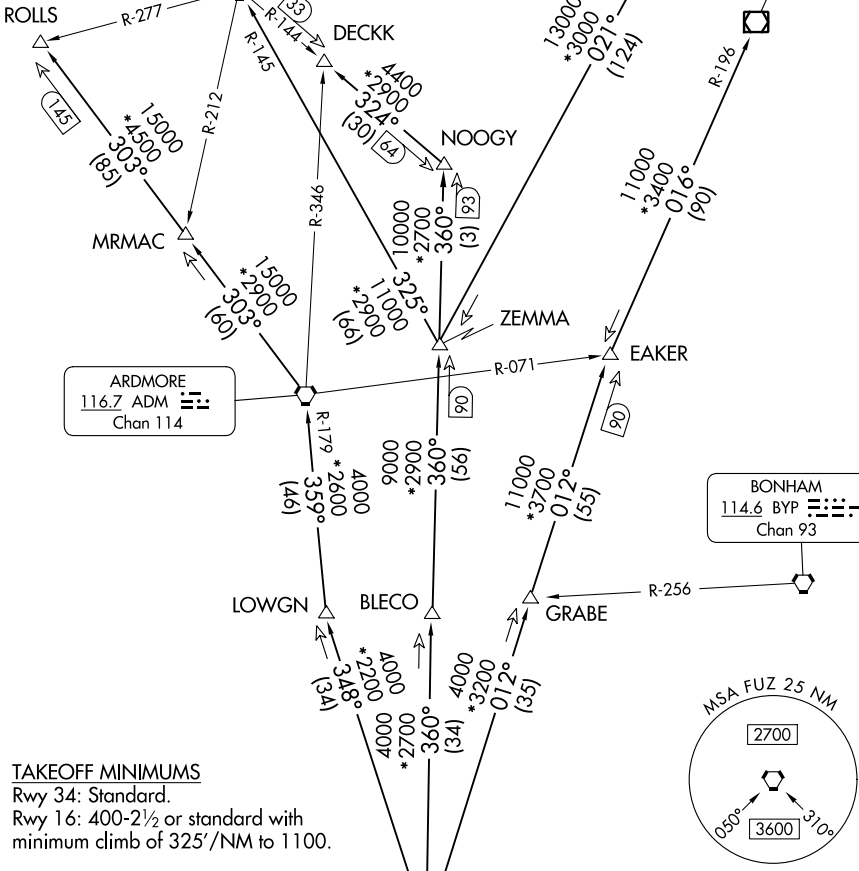 ROLLS
R-277
33
R-144
DECKK
R-145
13000
*3000
021°
(124)
R-196
145
15000
*4500
303°
(85)
R-212
4400
*2900
324°
(30)
64
NOOGY
93
R-346
10000
*2700
360°
(3)
11000
*3400
016°
(90)
MRMAC
15000
*2900
303°
(60)
325°
11000
*2900
(66)
ZEMMA
EAKER
R-071
ARDMORE
116.7 ADM
Chan 114
90
90
R-179
4000
*2600
359°
(46)
9000
*2900
360°
(56)
11000
*3700
012°
(55)
BONHAM
114.6 BYP
Chan 93
R-256
LOWGN
BLECO
GRABE
4000
*2200
348°
(34)
4000
*2700
360°
(34)
4000
*3200
012°
(35)
MSA FUZ 25 NM
2700
050°
310°
3600
TAKEOFF MINIMUMS
Rwy 34: Standard.
Rwy 16: 400-2½ or standard with
minimum climb of 325'/NM to 1100.